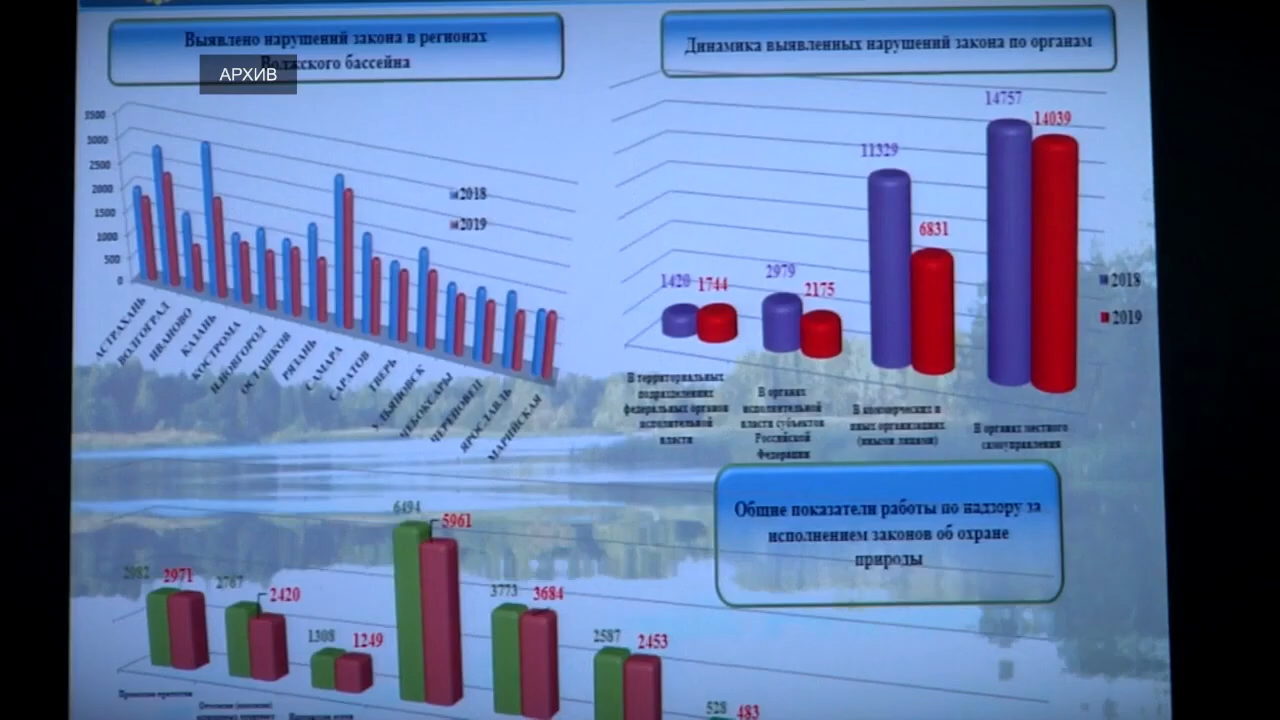 Выявлено нарушений закона в регионах
Волжского бассейна
АРХИВ
3500
3000
2500
2000
1500
1000
500
0
2018
2019
АСТРАХАНЬ
ВОЛГОГРАД
ИВАНОВО
КАЗАНЬ
КОСТРОМА
Н.НОВГОРОД
ОСТАШКОВ
РЯЗАНЬ
САМАРА
САРАТОВ
ТВЕРЬ
УЛЬЯНОВСК
ЧЕБОКСАРЫ
ЧЕРЕПОВЕЦ
ЯРОСЛАВЛЬ
МАРИЙСКАЯ
Динамика выявленных нарушений закона по органам
1420
1744
2979
2175
11329
6831
14757
14039
2018
2019
В территориальных
подразделениях
федеральных органов
исполнительной
власти
В органах
исполнительной
власти субъектов
Российской
Федерации
В коммерческих и
иных организациях
(иными лицами)
В органах местного
самоуправления
Общие показатели работы по надзору за
исполнением законов об охране
природы
2982
2971
2767
2420
1308
1249
6494
5961
3773
3684
2587
2453
528
483